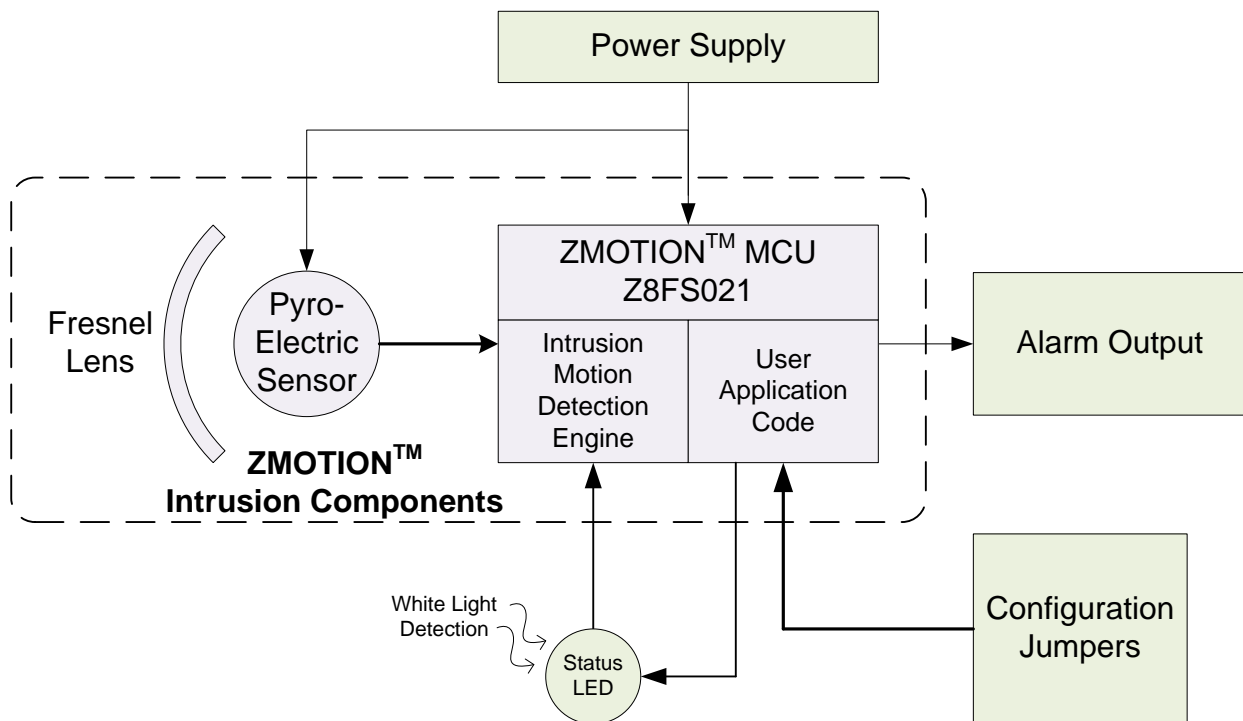 Power Supply
ZMOTION™ MCU
Z8FS021
Fresnel
Lens
Pyro-
Electric
Sensor
Intrusion
Motion
Detection
Engine
User
Application
Code
Alarm Output
ZMOTION™
Intrusion Components
White Light
Detection
Status
LED
Configuration
Jumpers